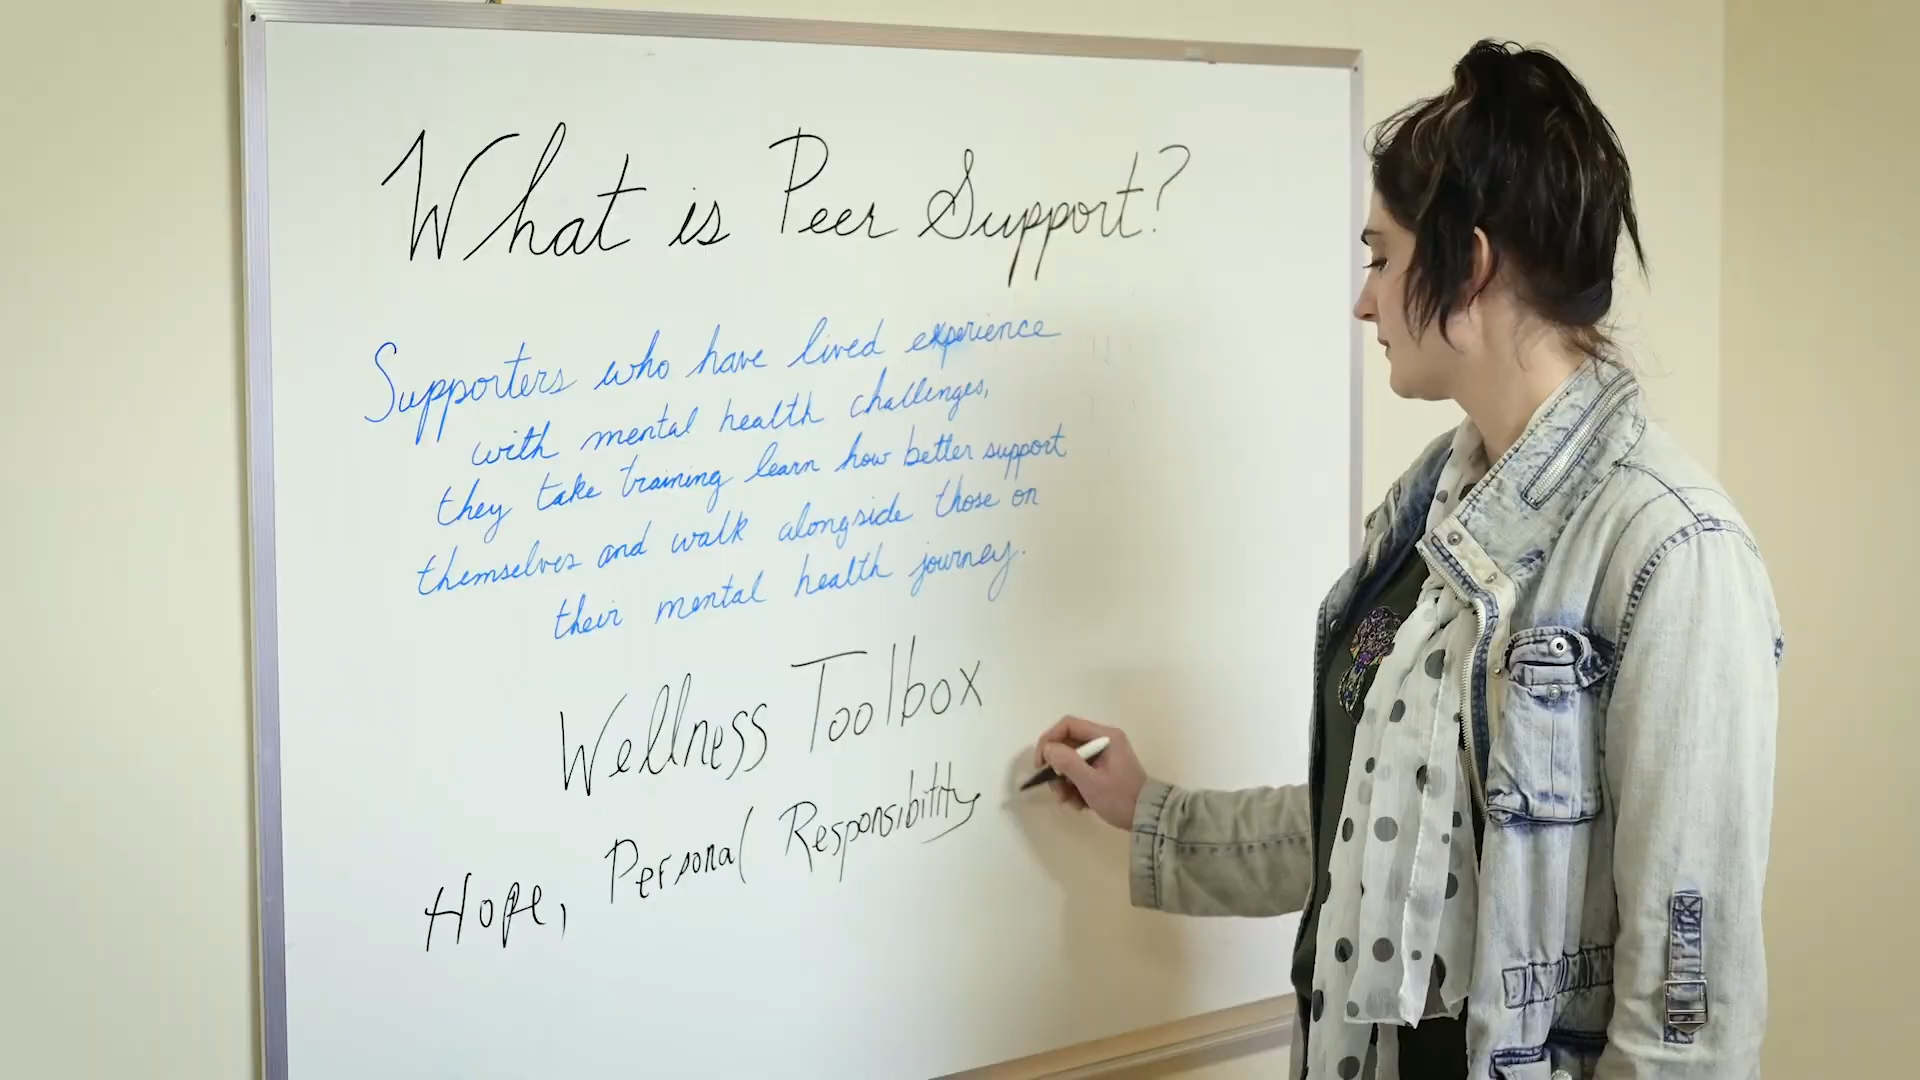 What is Peer Support?
Supporters who have lived experience
with mental health challenges,
they take training learn how better support
themselves and walk alongside those on
their mental health journey.
Wellness Toolbox
Hope, Personal Responsibility